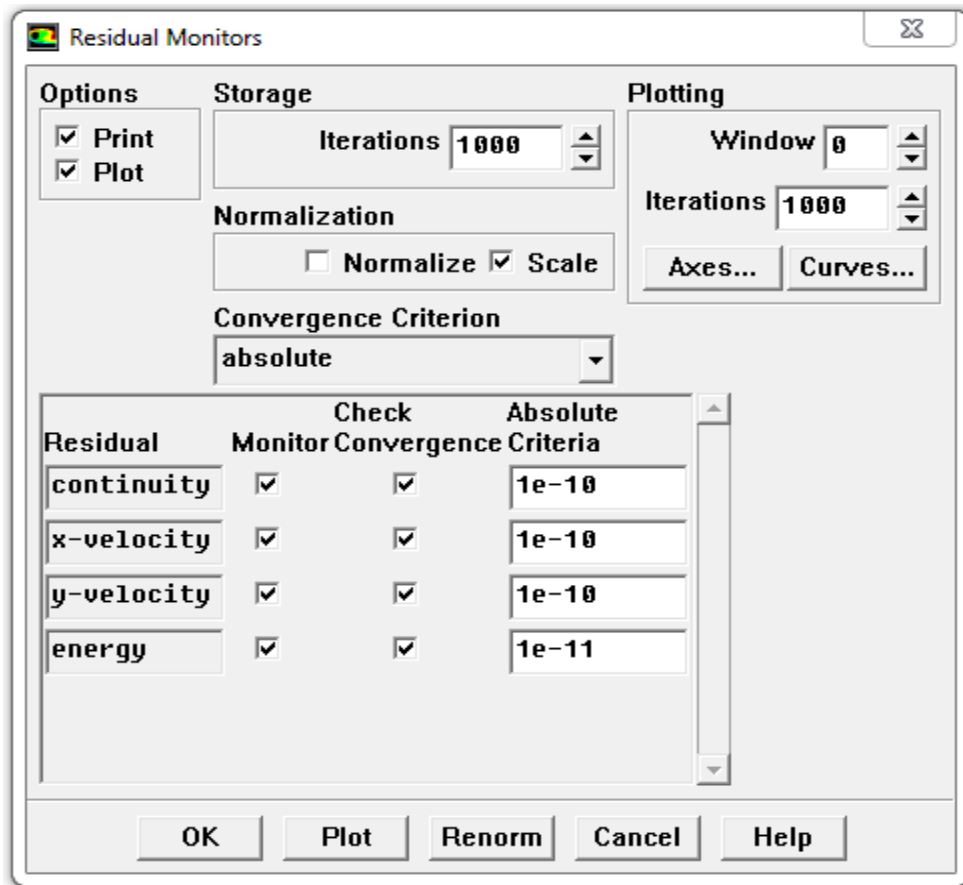 Residual Monitors
Options
Print
Plot
Storage
Iterations 1000
Normalization
Normalize Scale
Convergence Criterion
absolute
Plotting
Window 0
Iterations 1000
Axes... Curves...
Check Absolute
Residual Monitor Convergence Criteria
continuity 1e-10
x-velocity 1e-10
y-velocity 1e-10
energy 1e-11
OK Plot Renorm Cancel Help